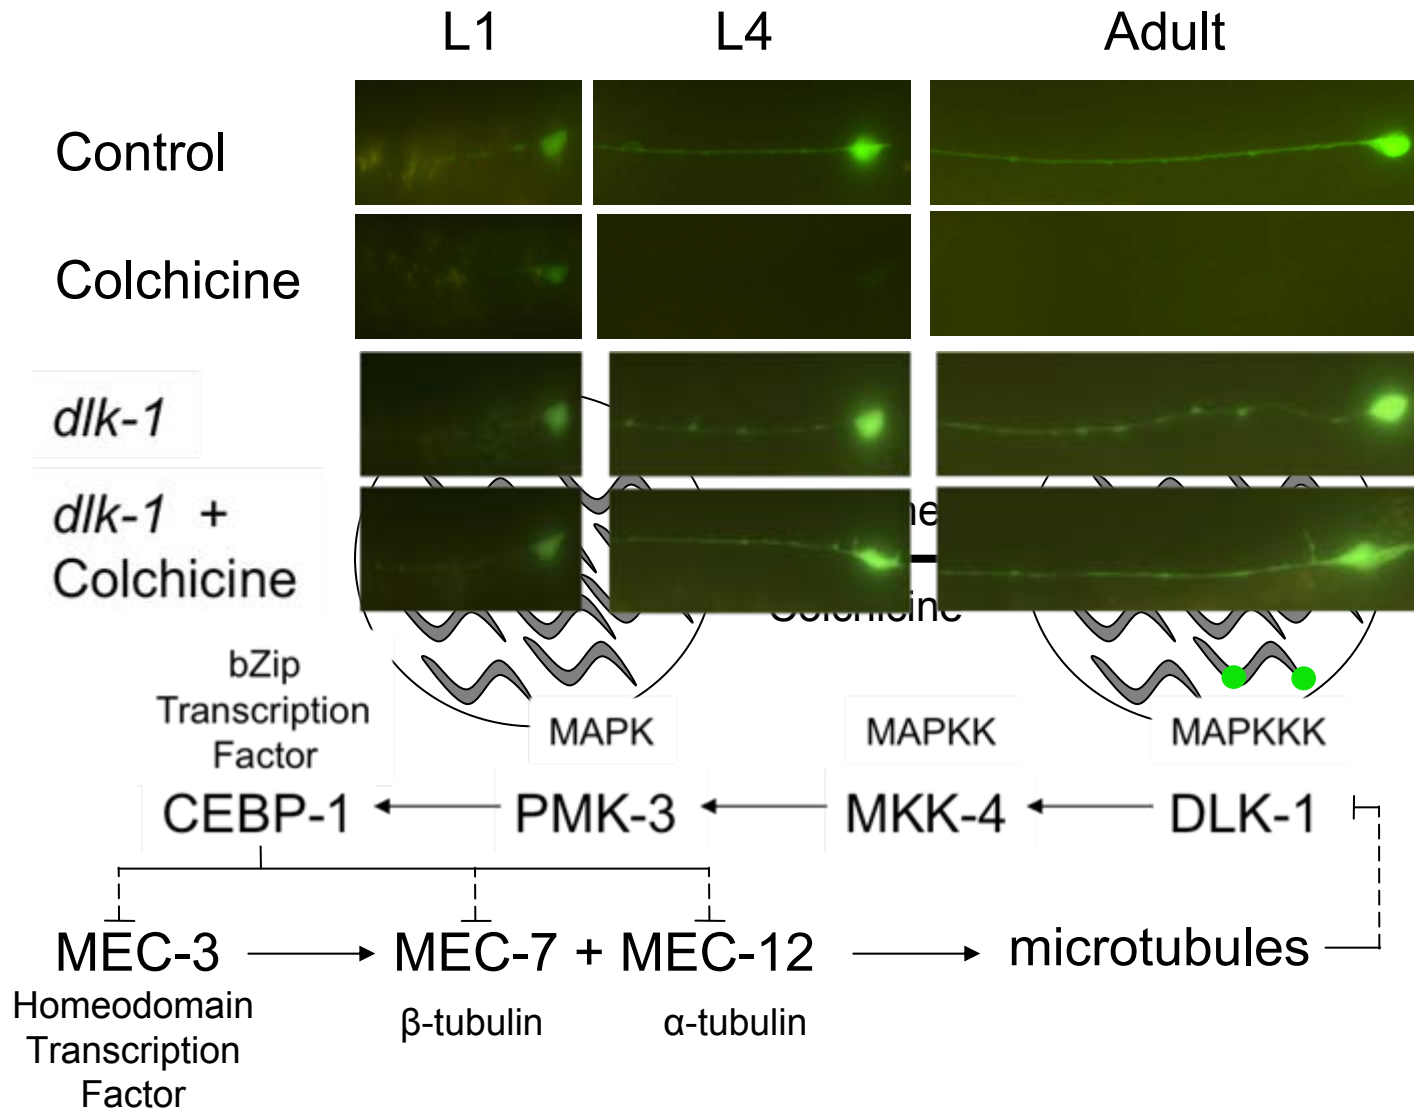 L1 L4 Adult
Control
Colchicine
dlk-1
dlk-1 +
Colchicine
bZip
Transcription
Factor
MAPK MAPKK MAPKKK
CEBP-1 PMK-3 MKK-4 DLK-1
MEC-3 MEC-7 + MEC-12 microtubules
Homeodomain
Transcription
Factor
β-tubulin α-tubulin